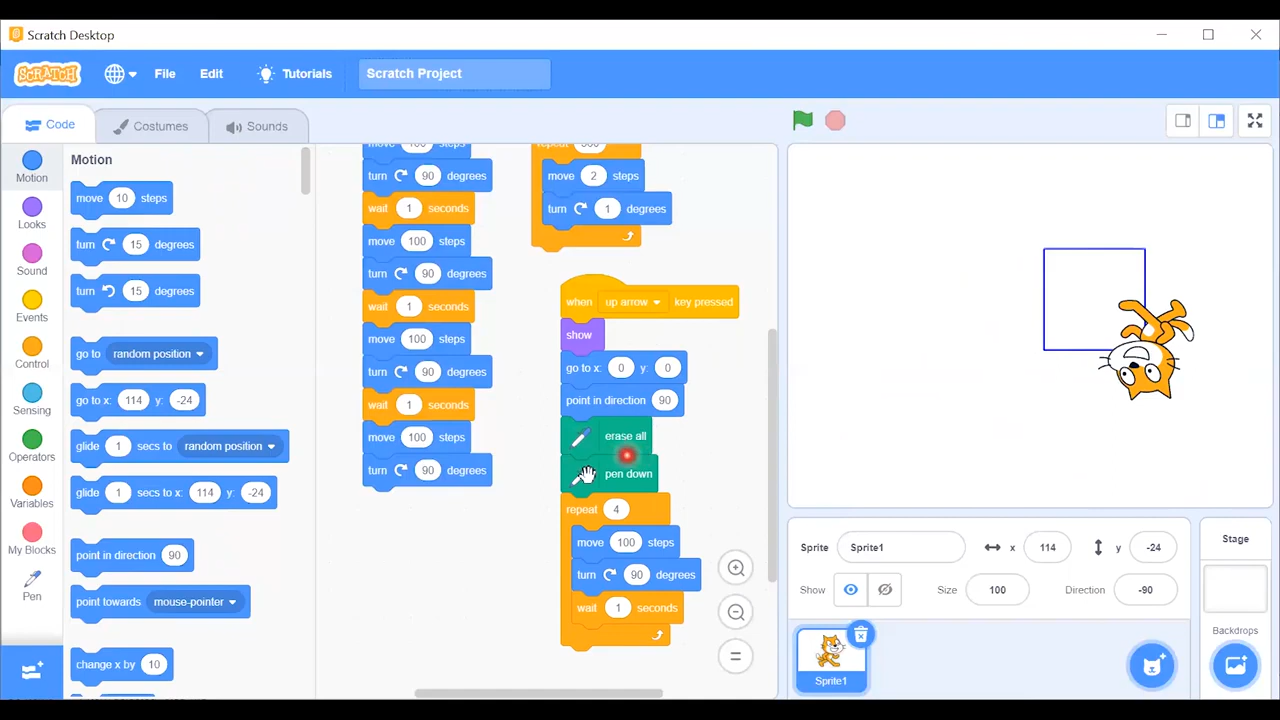 Scratch Desktop
SCRATCH File Edit Tutorials Scratch Project
Code Costumes Sounds
Motion
Looks
Sound
Events
Control
Sensing
Operators
Variables
My Blocks
Pen
Motion
move 10 steps
turn 15 degrees
turn 15 degrees
go to random position
go to x: 114 y: -24
glide 1 secs to random position
glide 1 secs to x: 114 y: -24
point in direction 90
point towards mouse-pointer
change x by 10
move 100 steps
turn 90 degrees
wait 1 seconds
move 100 steps
turn 90 degrees
wait 1 seconds
move 100 steps
turn 90 degrees
wait 1 seconds
move 100 steps
turn 90 degrees
repeat 360
move 2 steps
turn 1 degrees
when up arrow key pressed
show
go to x: 0 y: 0
point in direction 90
erase all
pen down
repeat 4
move 100 steps
turn 90 degrees
wait 1 seconds
Sprite Sprite1 x 114 y -24
Show Size 100 Direction -90
Sprite1
Stage
Backdrops